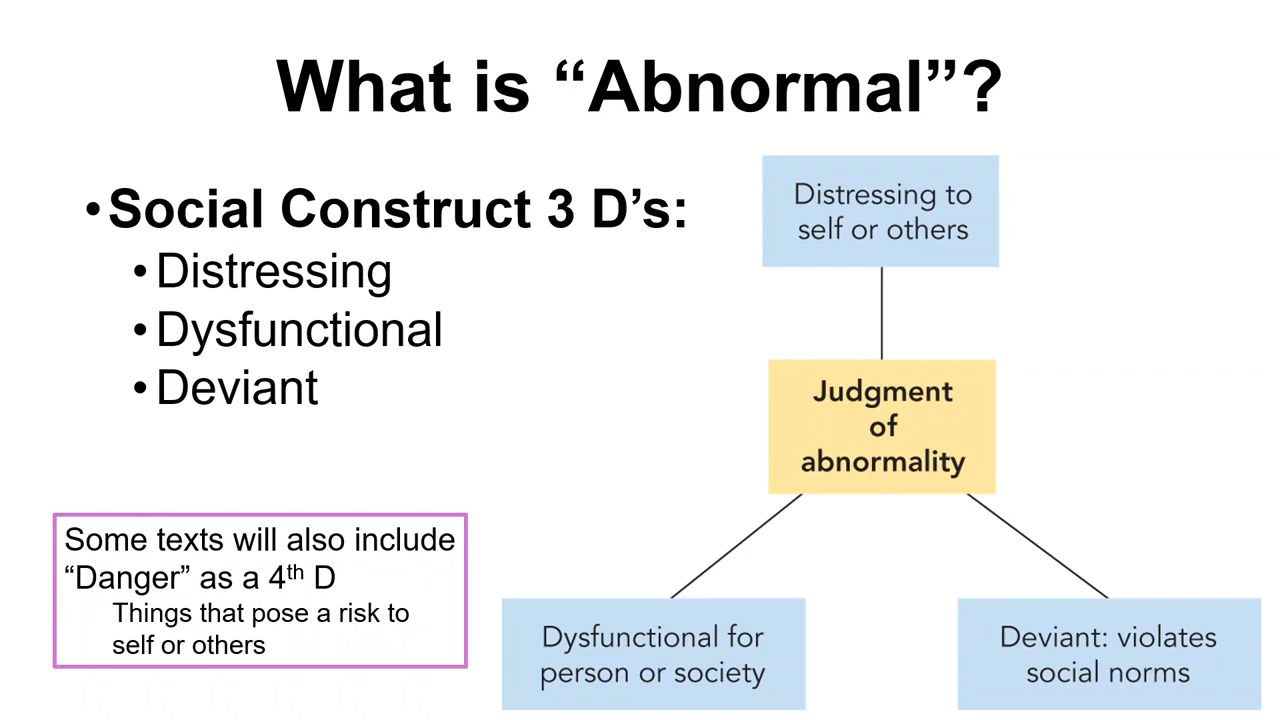 What is “Abnormal”?
•Social Construct 3 D’s:
•Distressing
•Dysfunctional
•Deviant
Some texts will also include
“Danger” as a 4th D
Things that pose a risk to
self or others
Distressing to
self or others
Judgment
of
abnormality
Dysfunctional for
person or society
Deviant: violates
social norms